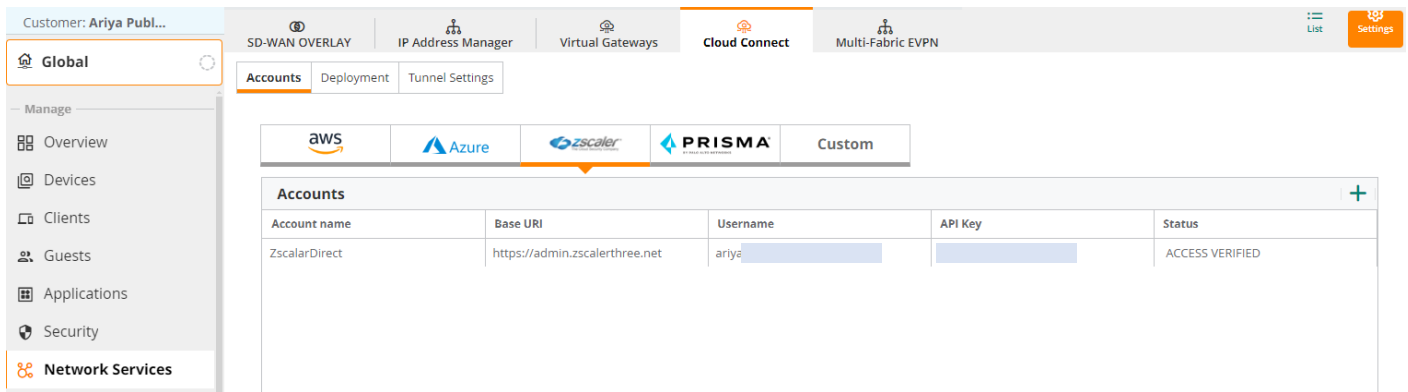 Customer: Ariya Publ...
Global
Manage
Overview
Devices
Clients
Guests
Applications
Security
Network Services
SD-WAN OVERLAY
IP Address Manager
Virtual Gateways
Cloud Connect
Multi-Fabric EVPN
List
Settings
Accounts
Deployment
Tunnel Settings
aws
Azure
zscaler
PRISMA
Custom
Accounts
Account name Base URI Username API Key Status
ZscalarDirect https://admin.zscalerthree.net ariya ACCESS VERIFIED